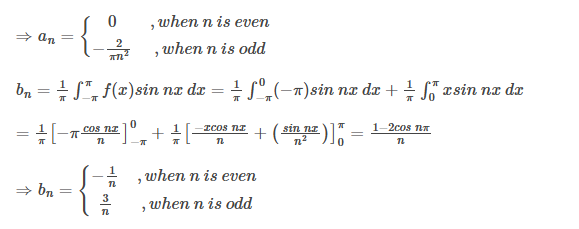 ⇒ aₙ = { 0 , when n is even
−2/(πn²) , when n is odd
bₙ = 1/π ∫_{−π}^{π} f(x)sin nx dx = 1/π ∫_{−π}^{0} (−π)sin nx dx + 1/π ∫_{0}^{π} xsin nx dx
= 1/π [−π cos nx/n]_{−π}^{0} + 1/π [−xcos nx/n + (sin nx/n²)]_{0}^{π} = 1−2cos nπ/n
⇒ bₙ = { −1/n , when n is even
3/n , when n is odd